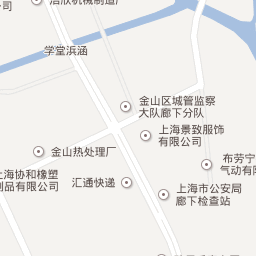 公司
学堂浜涵
金山区城管监察
大队廊下分队
上海景致服饰
有限公司
金山热处理厂
布劳宁
气动有限
上海协和橡塑
制品有限公司
汇通快递
上海市公安局
廊下检查站